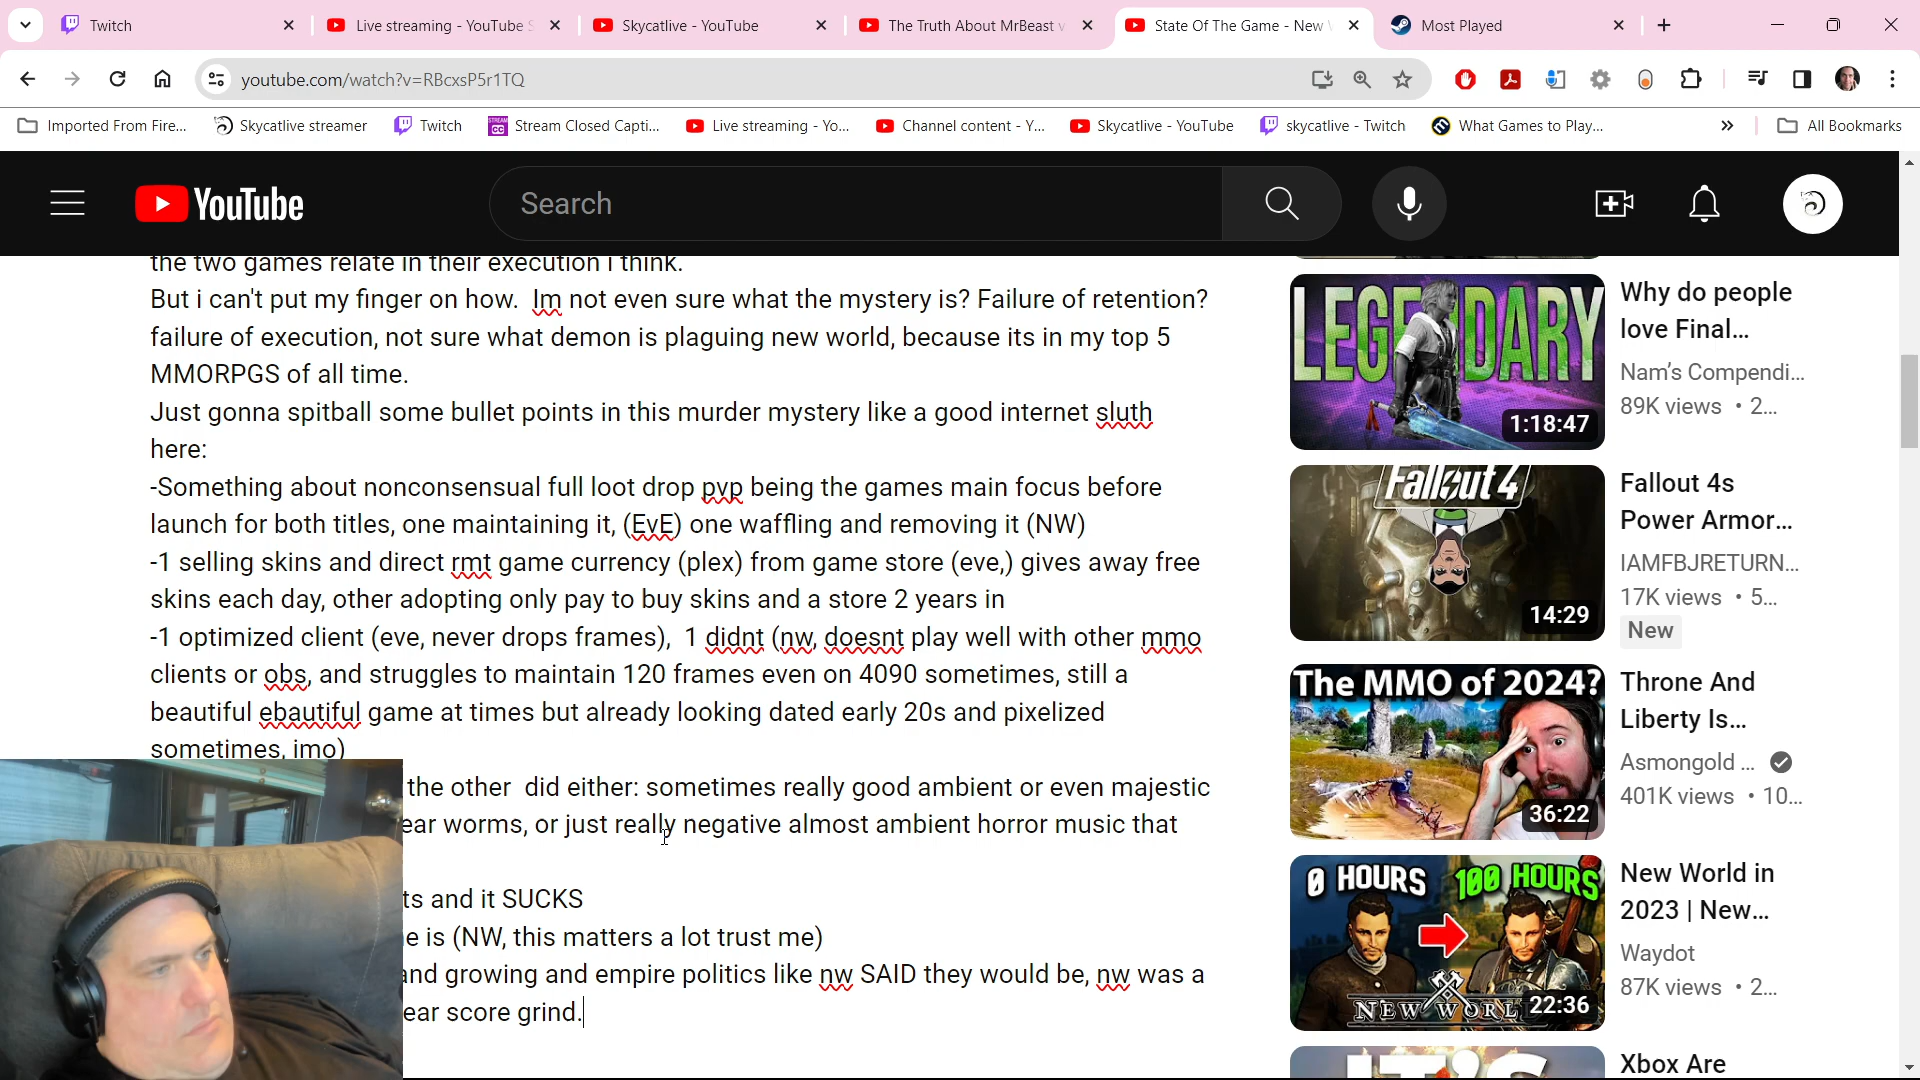 Twitch
Live streaming - YouTube S
Skycatlive - YouTube
The Truth About MrBeast v
State Of The Game - New W
Most Played
youtube.com/watch?v=RBcxsP5r1TQ
Imported From Fire...
Skycatlive streamer
Twitch
STREAM CC
Stream Closed Capti...
Live streaming - Yo...
Channel content - Y...
Skycatlive - YouTube
skycatlive - Twitch
What Games to Play...
All Bookmarks
YouTube
Search
the two games relate in their execution i think.
But i can't put my finger on how.  Im not even sure what the mystery is? Failure of retention?
failure of execution, not sure what demon is plaguing new world, because its in my top 5
MMORPGS of all time.
Just gonna spitball some bullet points in this murder mystery like a good internet sluth
here:
-Something about nonconsensual full loot drop pvp being the games main focus before
launch for both titles, one maintaining it, (EvE) one waffling and removing it (NW)
-1 selling skins and direct rmt game currency (plex) from game store (eve,) gives away free
skins each day, other adopting only pay to buy skins and a store 2 years in
-1 optimized client (eve, never drops frames),  1 didnt (nw, doesnt play well with other mmo
clients or obs, and struggles to maintain 120 frames even on 4090 sometimes, still a
beautiful ebautiful game at times but already looking dated early 20s and pixelized
sometimes, imo)
the other  did either: sometimes really good ambient or even majestic
ear worms, or just really negative almost ambient horror music that
ts and it SUCKS
e is (NW, this matters a lot trust me)
and growing and empire politics like nw SAID they would be, nw was a
ear score grind.
LEGENDARY
1:18:47
Why do people
love Final...
Nam's Compendi...
89K views • 2...
Fallout 4
14:29
Fallout 4s
Power Armor...
IAMFBJRETURN...
17K views • 5...
New
The MMO of 2024?
36:22
Throne And
Liberty Is...
Asmongold ...
401K views • 10...
0 HOURS
100 HOURS
NEW WORL
22:36
New World in
2023 | New...
Waydot
87K views • 2...
IT'S
Xbox Are